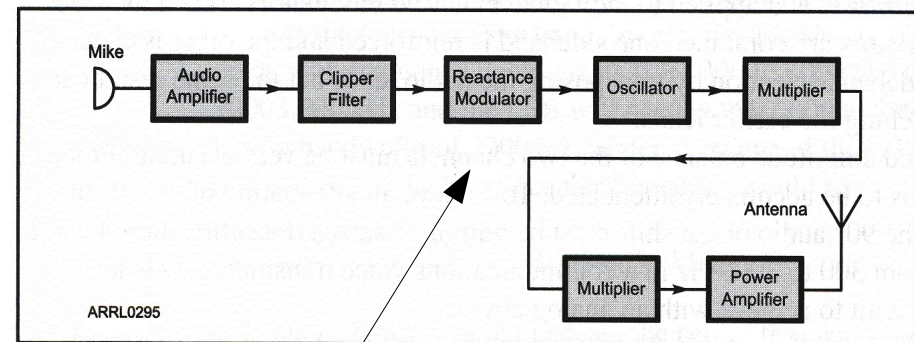 Mike
Audio
Amplifier
Clipper
Filter
Reactance
Modulator
Oscillator
Multiplier
Antenna
Multiplier
Power
Amplifier
ARRL0295